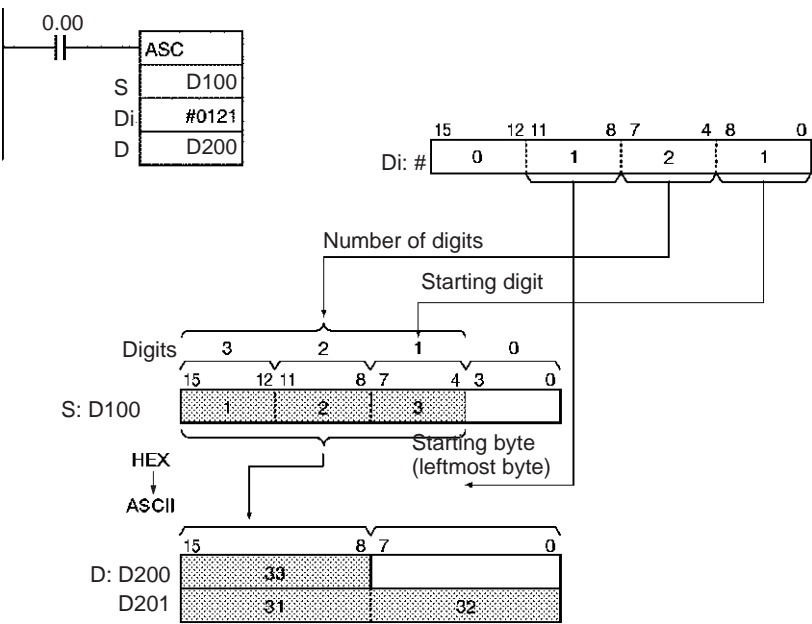 0.00
ASC
S D100
Di #0121
D D200
15 12 11 8 7 4 8 0
Di: # 0 1 2 1
Number of digits
Starting digit
Digits 3 2 1 0
15 12 11 8 7 4 3 0
S: D100 1 2 3
Starting byte
(leftmost byte)
HEX
ASCII
15 8 7 0
D: D200 33
D201 31 32